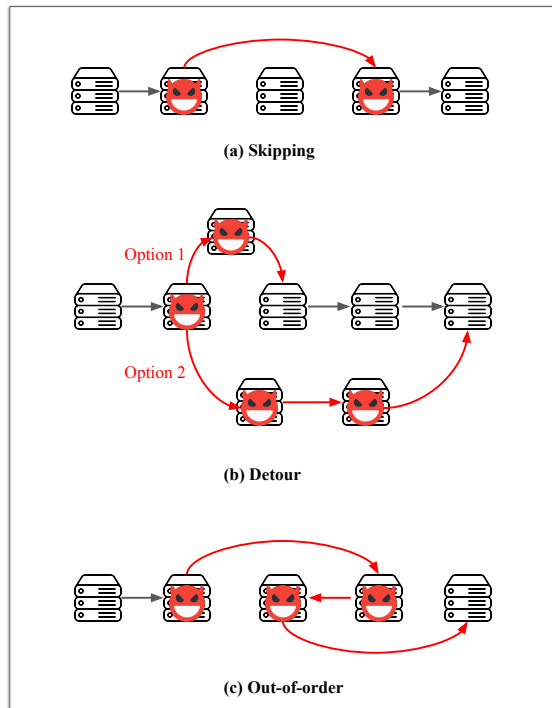 (a) Skipping
Option 1
Option 2
(b) Detour
(c) Out-of-order